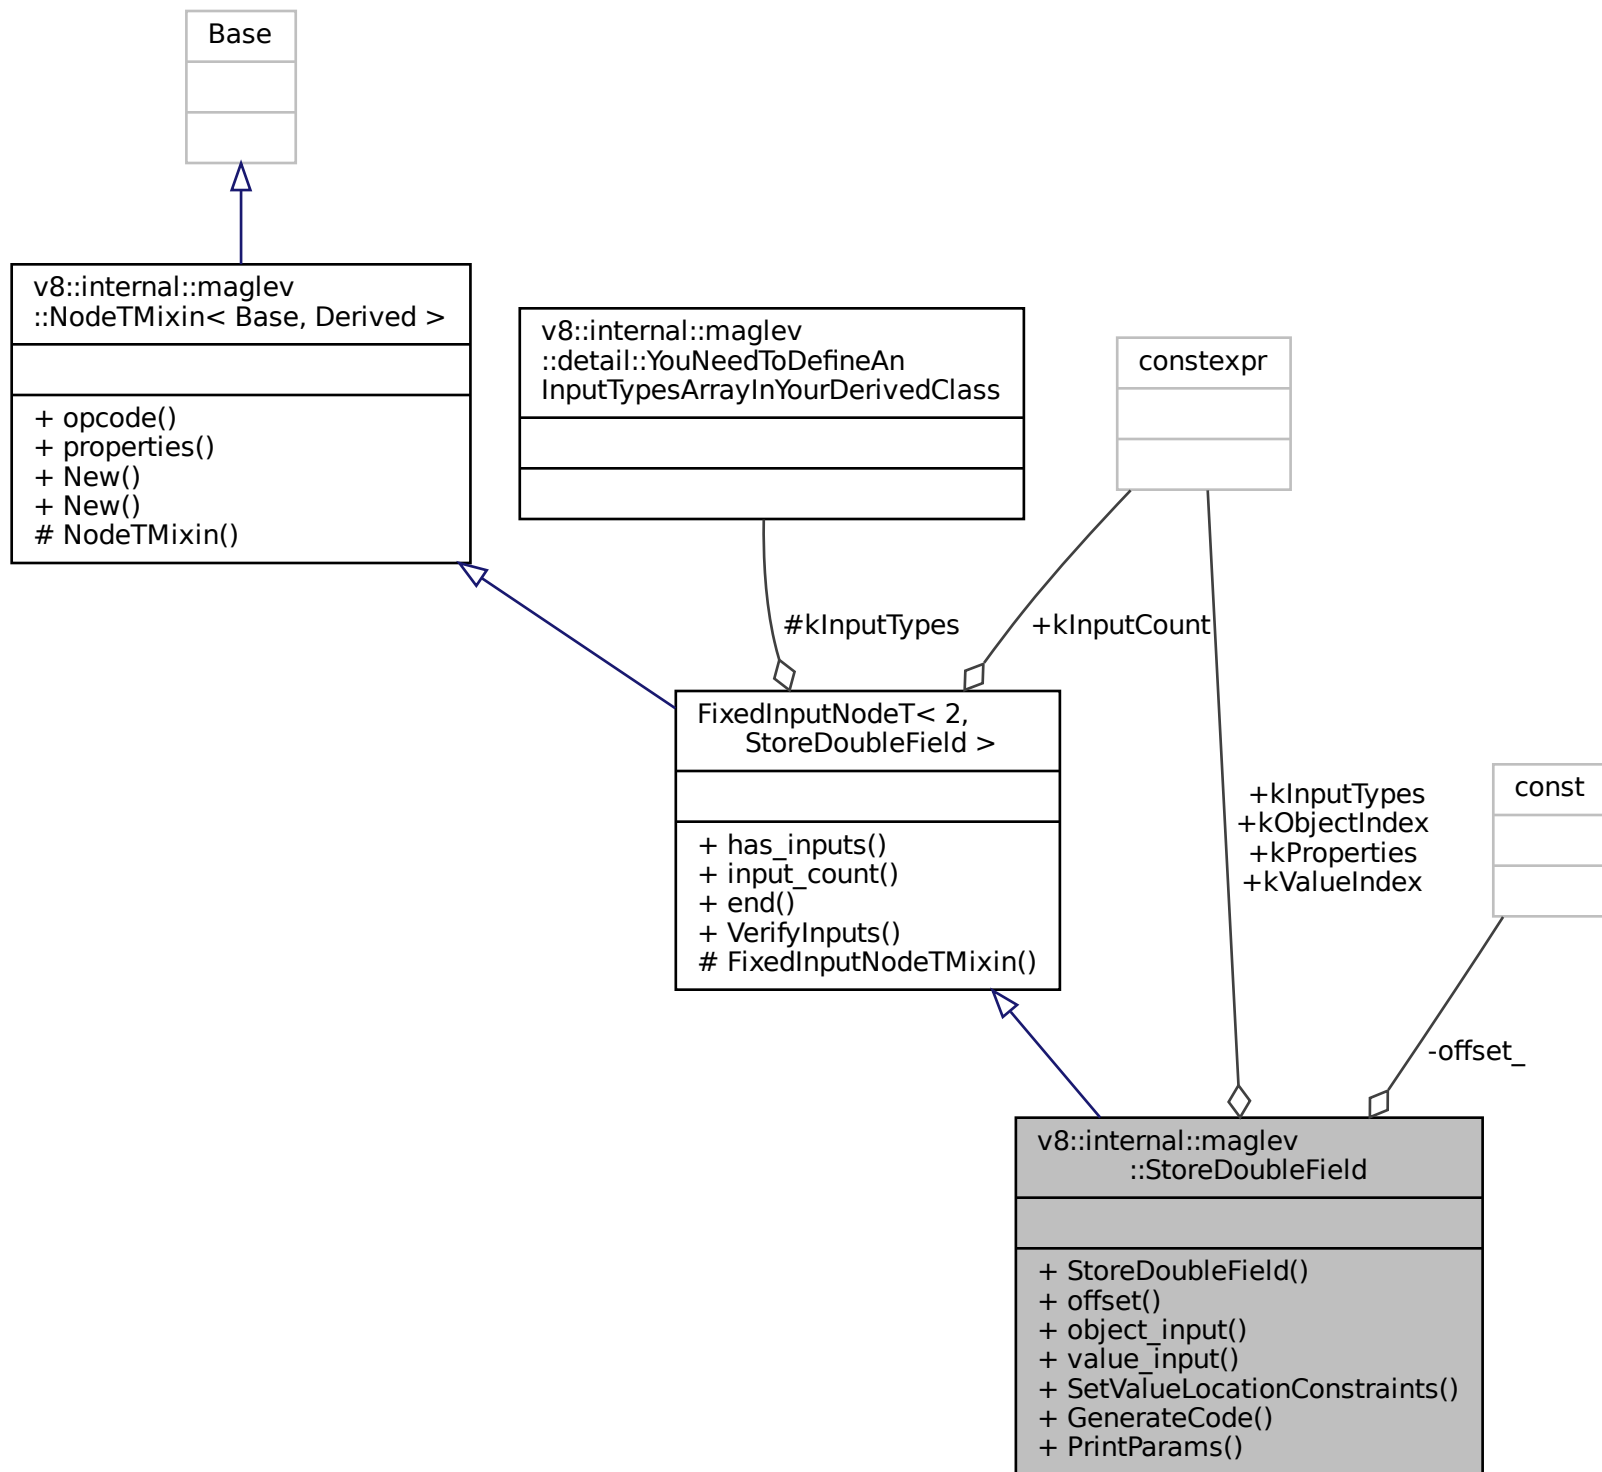 Base
v8::internal::maglev
::NodeTMixin< Base, Derived >
+ opcode()
+ properties()
+ New()
+ New()
# NodeTMixin()
v8::internal::maglev
::detail::YouNeedToDefineAn
InputTypesArrayInYourDerivedClass
constexpr
#kInputTypes
+kInputCount
FixedInputNodeT< 2,
StoreDoubleField >
+ has_inputs()
+ input_count()
+ end()
+ VerifyInputs()
# FixedInputNodeTMixin()
+kInputTypes
+kObjectIndex
+kProperties
+kValueIndex
const
-offset_
v8::internal::maglev
::StoreDoubleField
+ StoreDoubleField()
+ offset()
+ object_input()
+ value_input()
+ SetValueLocationConstraints()
+ GenerateCode()
+ PrintParams()